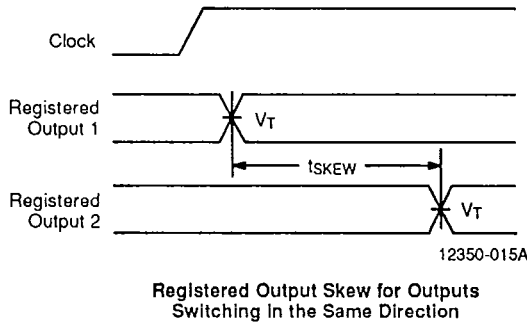 Clock
Registered
Output 1
VT
tSKEW
Registered
Output 2
VT
12350-015A
Registered Output Skew for Outputs
Switching in the Same Direction